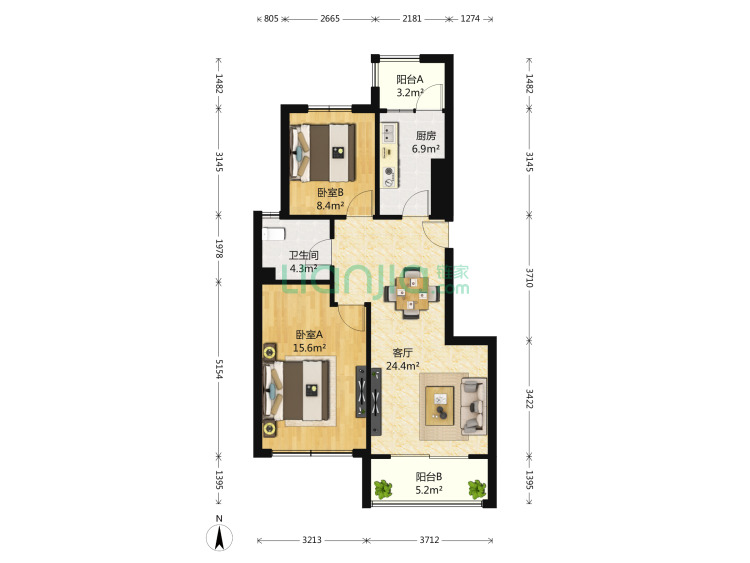 805 2665 2181 1274
1482
3145
1978
5154
1395
阳台A
3.2m²
厨房
6.9m²
卧室B
8.4m²
卫生间
4.3m²
Lianjia 链家
.com
卧室A
15.6m²
客厅
24.4m²
阳台B
5.2m²
1482
3145
3710
3422
1395
N
3213 3712